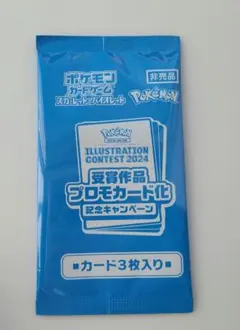 ポケモン
カードゲーム
スカーレット&バイオレット
非売品
POKÉMON
POKÉMON
ILLUSTRATION
CONTEST 2024
受賞作品
プロモカード化
記念キャンペーン
■カード3枚入り■